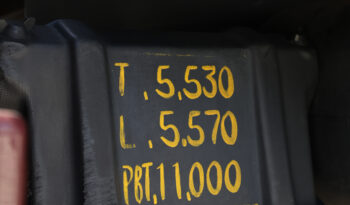 T. 5,530
L. 5,570
PBT, 11,000